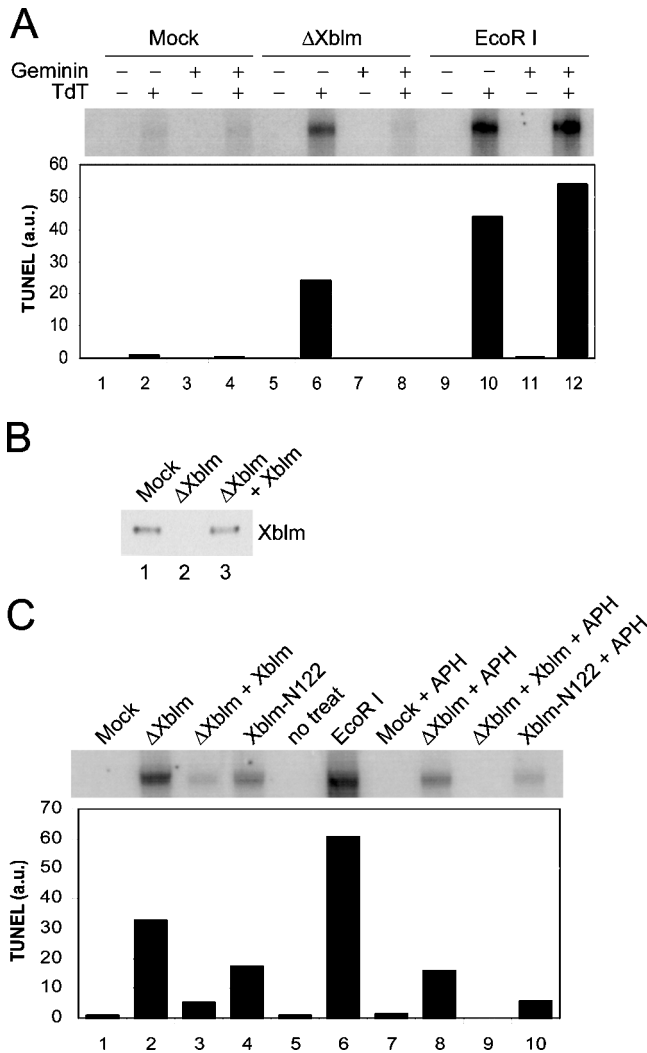 A
Mock ΔXblm EcoR I
Geminin – – + + – – + + – – + +
TdT – + – + – + – + – + – +
60
50
40
30
20
10
0
TUNEL (a.u.)
1 2 3 4 5 6 7 8 9 10 11 12
B
Mock
ΔXblm
ΔXblm
+ Xblm
Xblm
1 2 3
C
Mock
ΔXblm
ΔXblm + Xblm
Xblm-N122
no treat
EcoR I
Mock + APH
ΔXblm + APH
ΔXblm + Xblm + APH
Xblm-N122 + APH
70
60
50
40
30
20
10
0
TUNEL (a.u.)
1 2 3 4 5 6 7 8 9 10